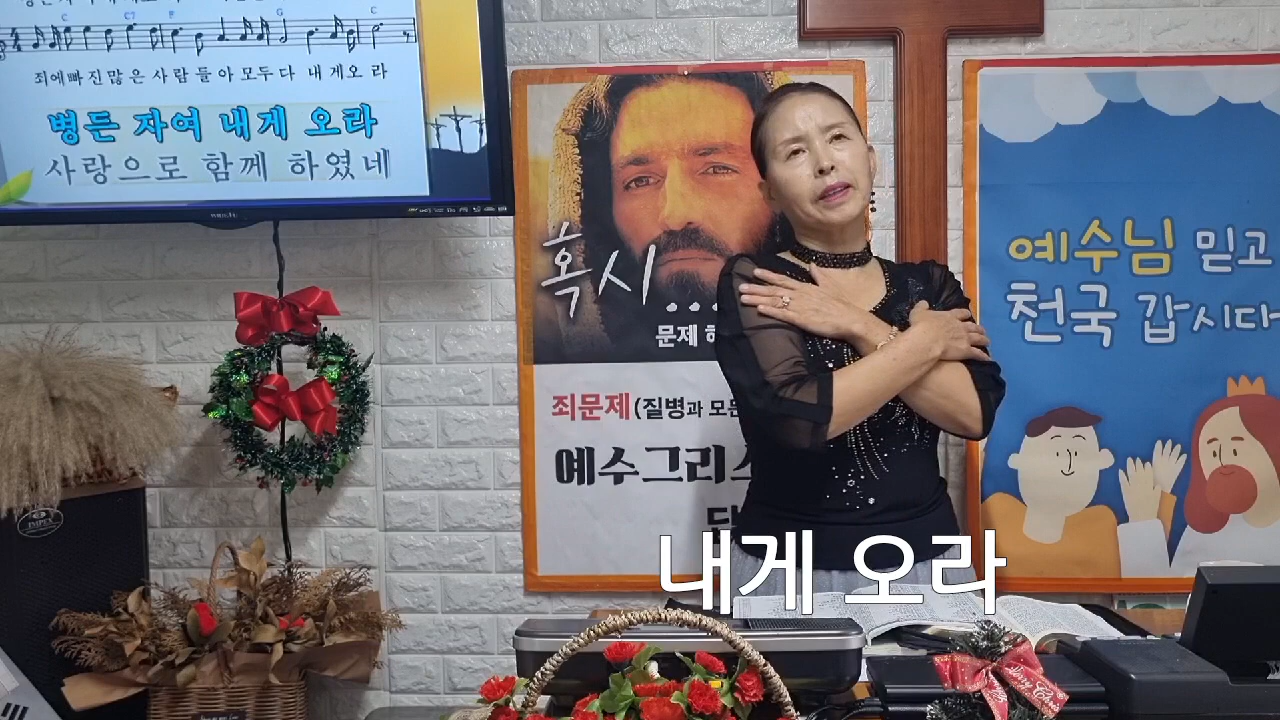 C C7 F G C
죄에빠진많은사람들아모두다 내게오라
병든 자여 내게 오라
사랑으로 함께 하였네
혹시...
문제
죄문제(질병과 모든
예수그리스
예수님 믿고
천국 갑시다
IMPEX
내게 오라